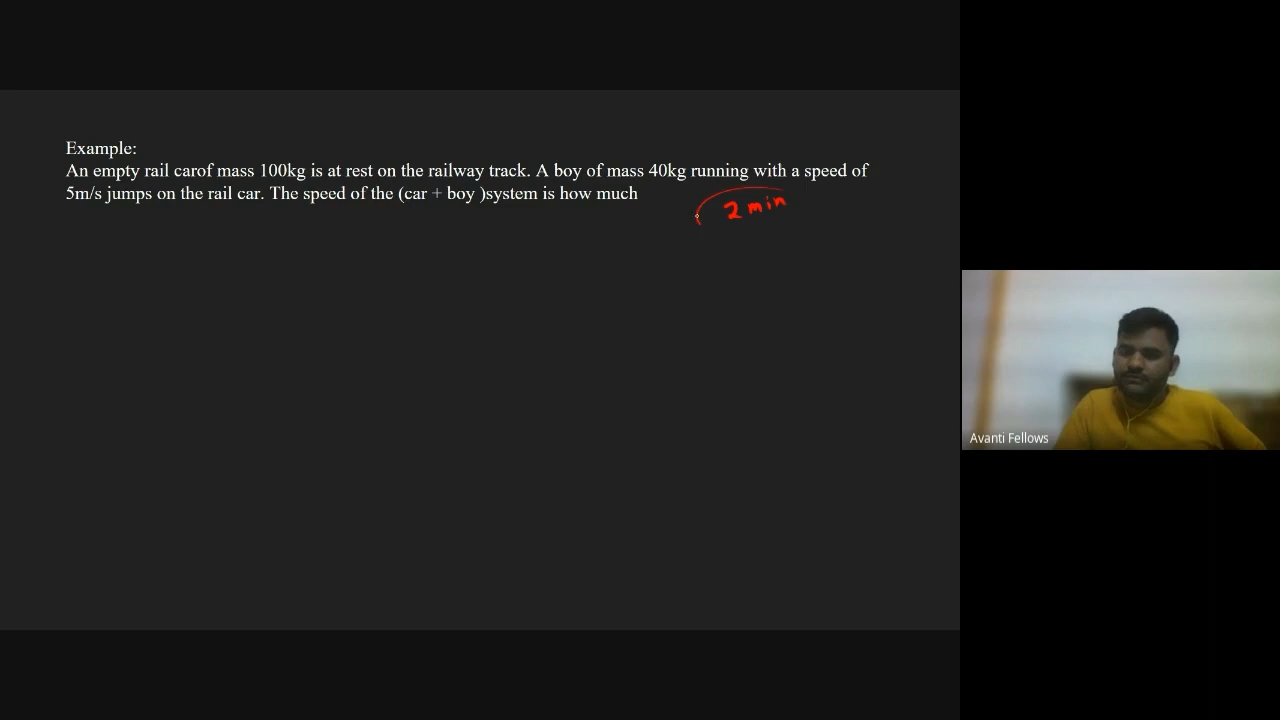 Example:
An empty rail carof mass 100kg is at rest on the railway track. A boy of mass 40kg running with a speed of
5m/s jumps on the rail car. The speed of the (car + boy )system is how much
2 min
Avanti Fellows